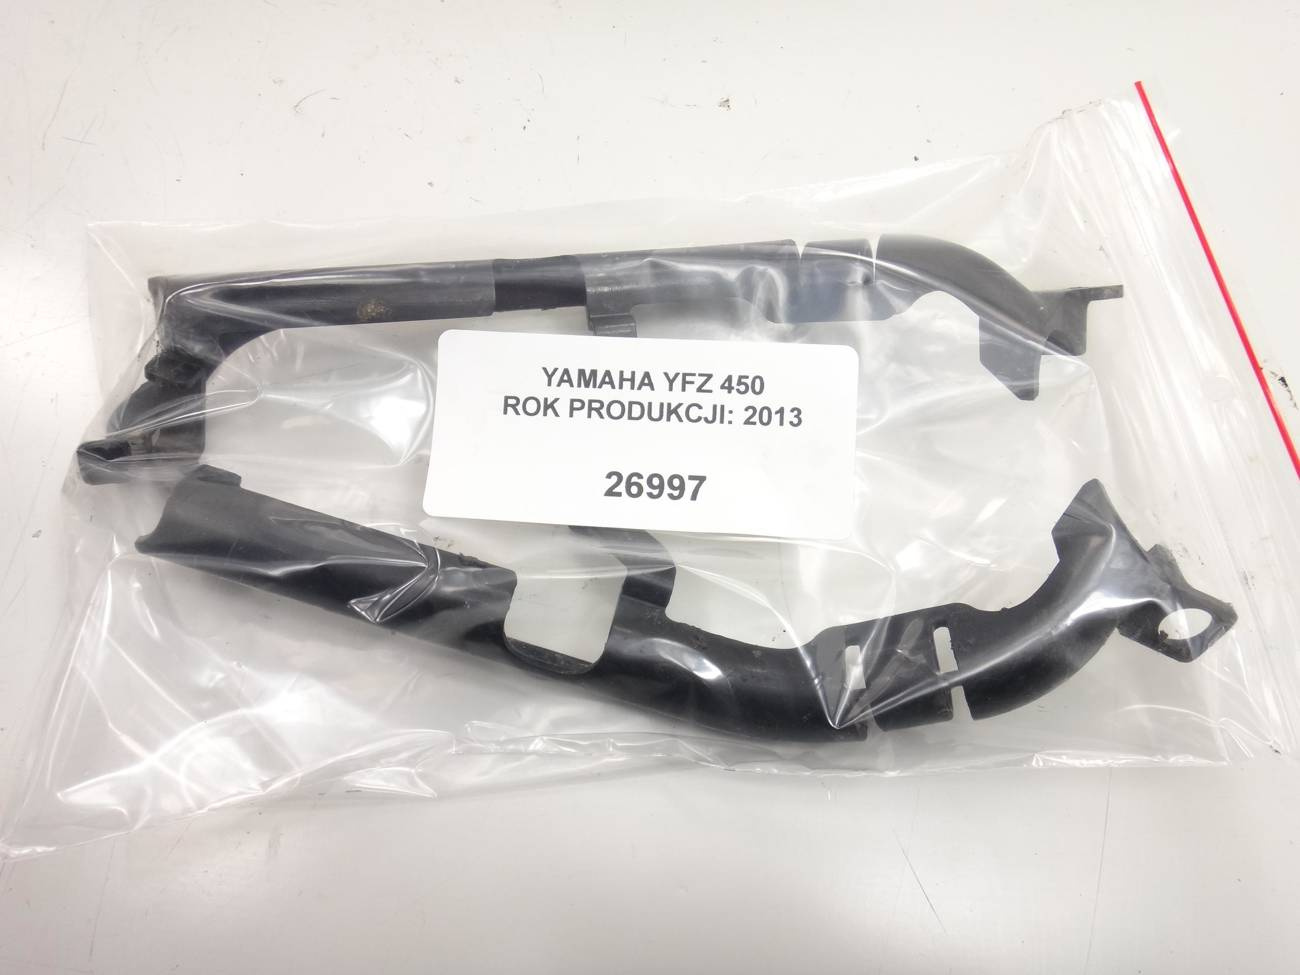 YAMAHA YFZ 450
ROK PRODUKCJI: 2013
26997